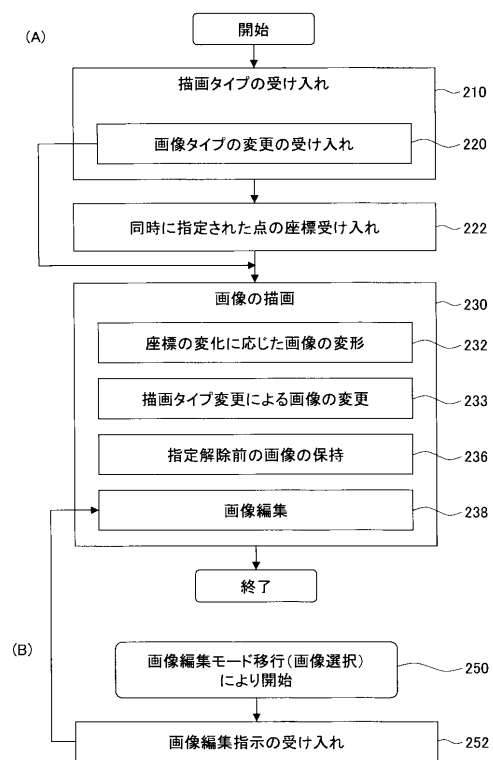 (A)
開始
描画タイプの受け入れ
210
画像タイプの変更の受け入れ
220
同時に指定された点の座標受け入れ
222
画像の描画
230
座標の変化に応じた画像の変形
232
描画タイプ変更による画像の変更
233
指定解除前の画像の保持
236
画像編集
238
終了
(B)
画像編集モード移行(画像選択)
により開始
250
画像編集指示の受け入れ
252